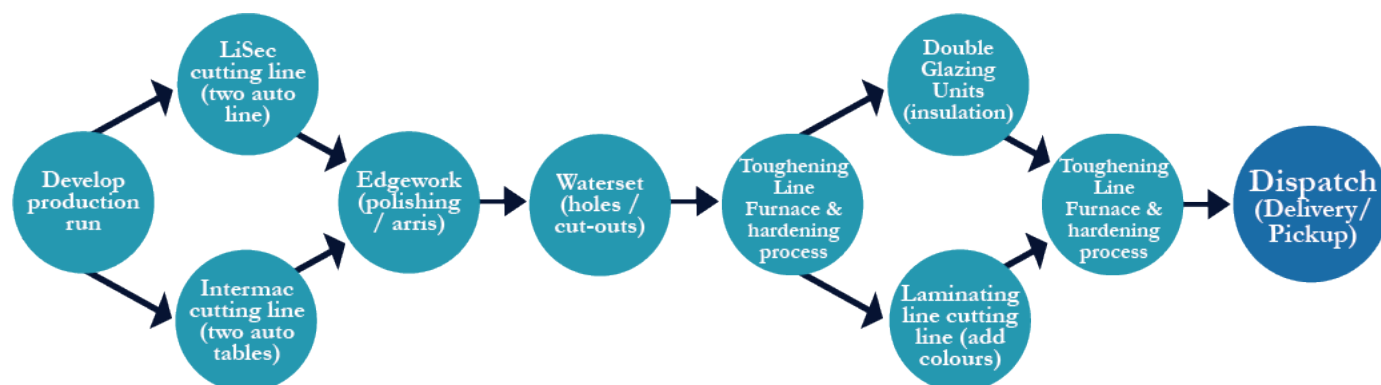 Develop
production
run
LiSec
cutting line
(two auto
line)
Intermac
cutting line
(two auto
tables)
Edgework
(polishing
/ arris)
Waterset
(holes /
cut-outs)
Toughening
Line
Furnace &
hardening
process
Double
Glazing
Units
(insulation)
Laminating
line cutting
line (add
colours)
Toughening
Line
Furnace &
hardening
process
Dispatch
(Delivery/
Pickup)